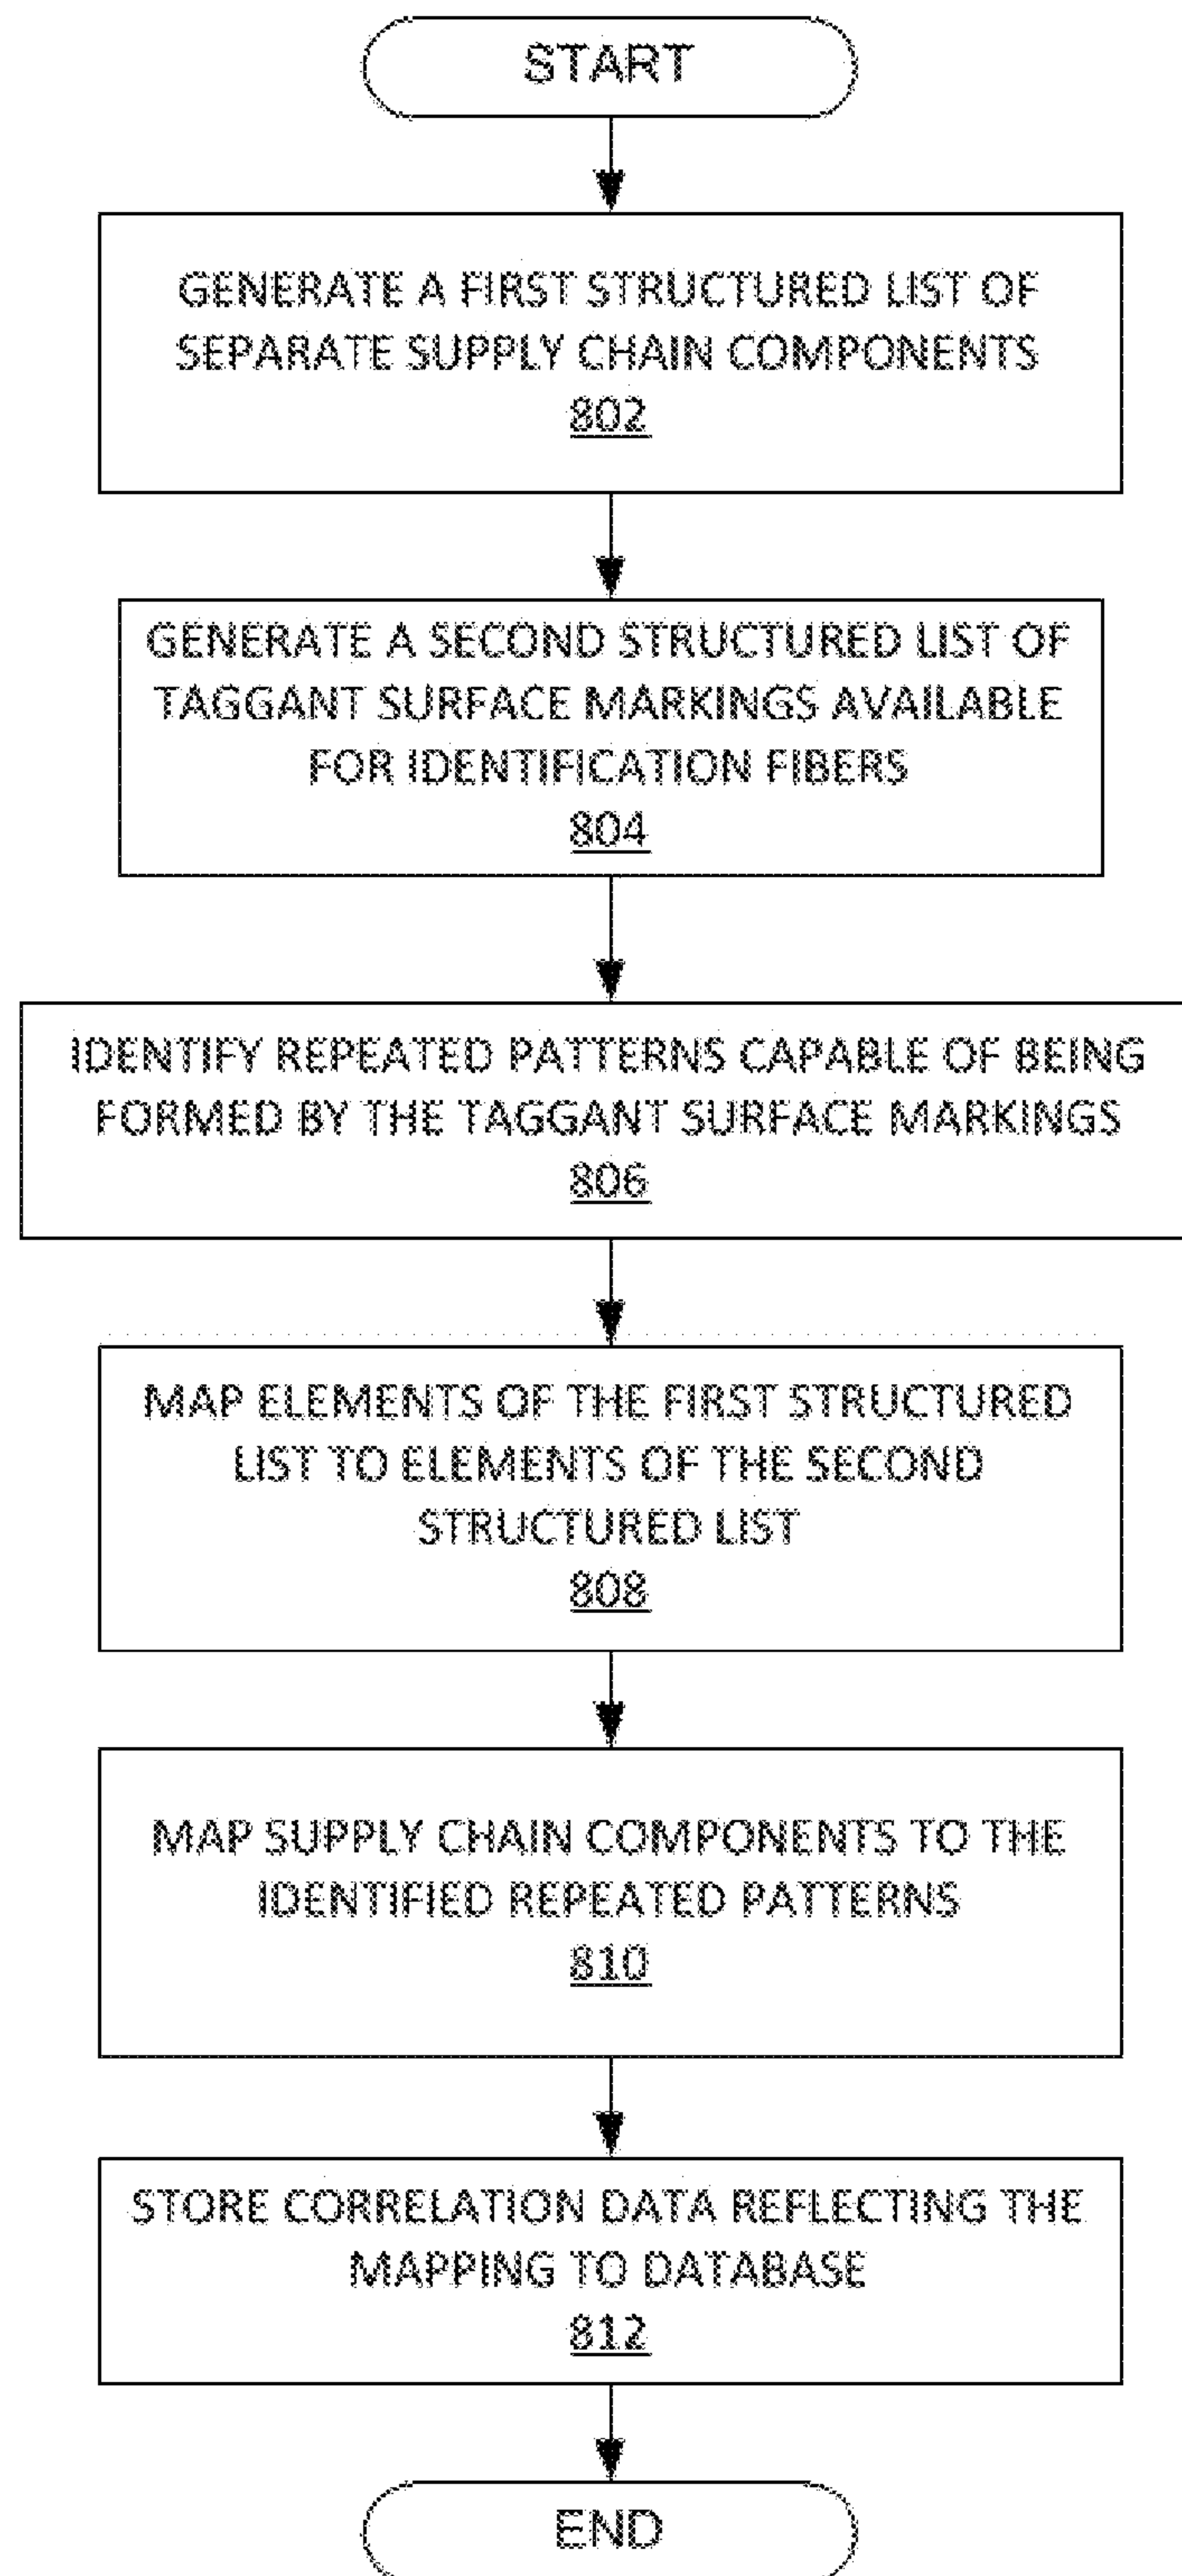 START
GENERATE A FIRST STRUCTURED LIST OF
SEPARATE SUPPLY CHAIN COMPONENTS
802
GENERATE A SECOND STRUCTURED LIST OF
TAGGANT SURFACE MARKINGS AVAILABLE
FOR IDENTIFICATION FIBERS
804
IDENTIFY REPEATED PATTERNS CAPABLE OF BEING
FORMED BY THE TAGGANT SURFACE MARKINGS
806
MAP ELEMENTS OF THE FIRST STRUCTURED
LIST TO ELEMENTS OF THE SECOND
STRUCTURED LIST
808
MAP SUPPLY CHAIN COMPONENTS TO THE
IDENTIFIED REPEATED PATTERNS
810
STORE CORRELATION DATA REFLECTING THE
MAPPING TO DATABASE
812
END